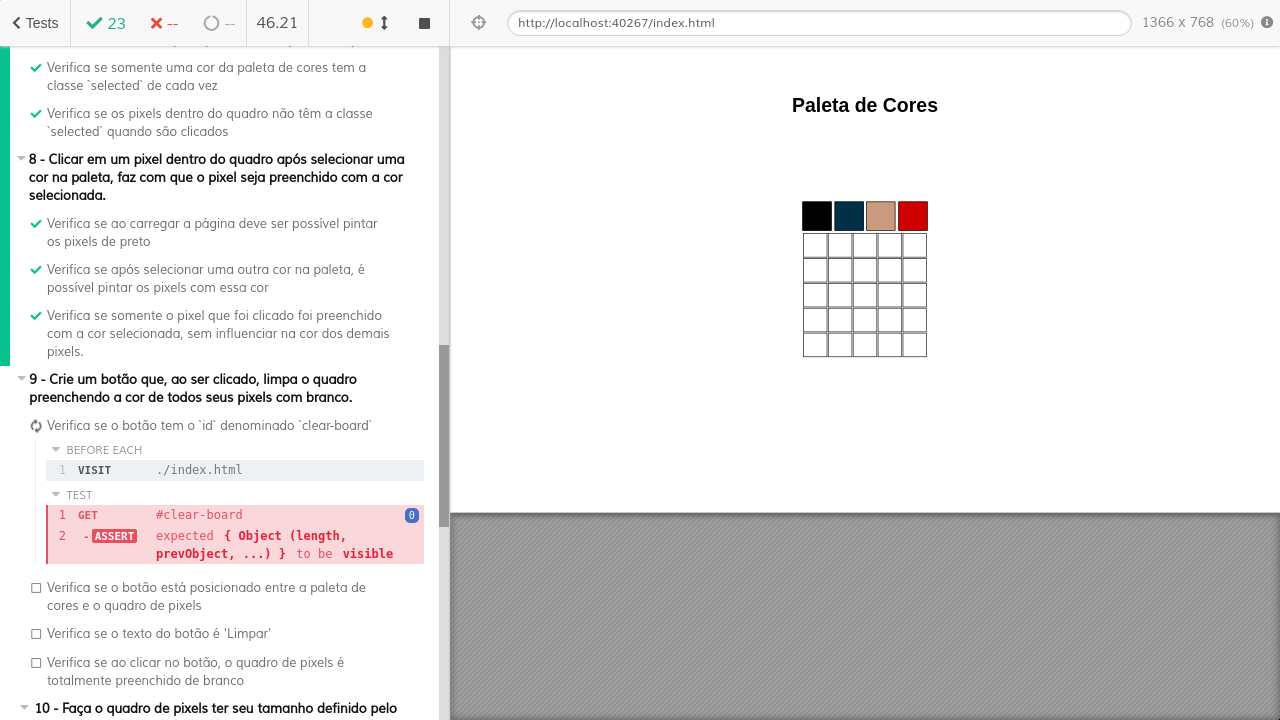 Tests
23
--
--
46.21
http://localhost:40267/index.html
1366 x 768 (60%)
Verifica se somente uma cor da paleta de cores tem a
classe `selected` de cada vez
Verifica se os pixels dentro do quadro não têm a classe
`selected` quando são clicados
8 - Clicar em um pixel dentro do quadro após selecionar uma
cor na paleta, faz com que o pixel seja preenchido com a cor
selecionada.
Verifica se ao carregar a página deve ser possível pintar
os pixels de preto
Verifica se após selecionar uma outra cor na paleta, é
possível pintar os pixels com essa cor
Verifica se somente o pixel que foi clicado foi preenchido
com a cor selecionada, sem influenciar na cor dos demais
pixels.
9 - Crie um botão que, ao ser clicado, limpa o quadro
preenchendo a cor de todos seus pixels com branco.
Verifica se o botão tem o `id` denominado `clear-board`
BEFORE EACH
1 VISIT ./index.html
TEST
1 GET #clear-board 0
2 - ASSERT expected { Object (length,
prevObject, ...) } to be visible
Verifica se o botão está posicionado entre a paleta de
cores e o quadro de pixels
Verifica se o texto do botão é 'Limpar'
Verifica se ao clicar no botão, o quadro de pixels é
totalmente preenchido de branco
10 - Faça o quadro de pixels ter seu tamanho definido pelo
Paleta de Cores